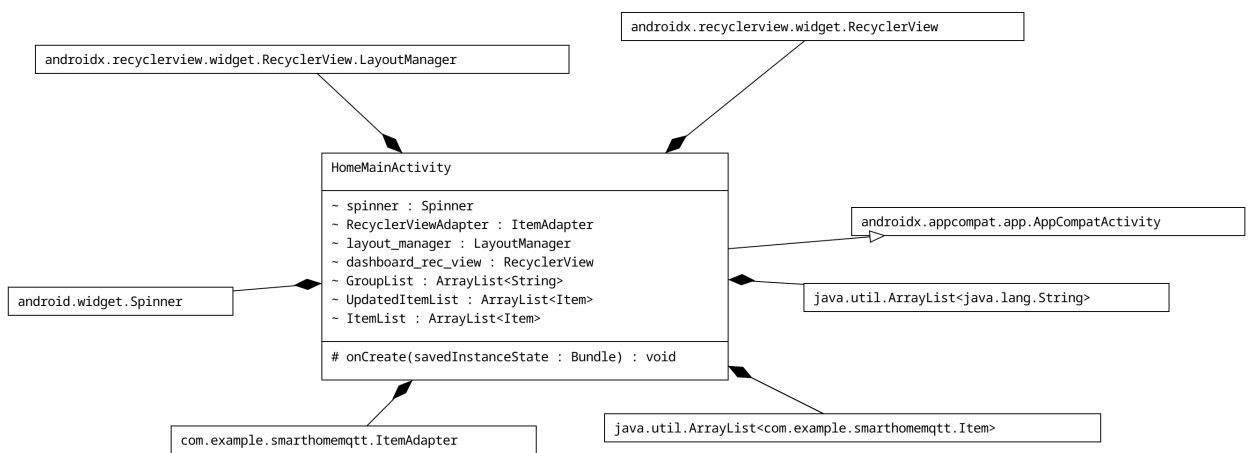 androidx.recyclerview.widget.RecyclerView
androidx.recyclerview.widget.RecyclerView.LayoutManager
HomeMainActivity
~ spinner : Spinner
~ RecyclerViewAdapter : ItemAdapter
~ layout_manager : LayoutManager
~ dashboard_rec_view : RecyclerView
~ GroupList : ArrayList<String>
~ UpdatedItemList : ArrayList<Item>
~ ItemList : ArrayList<Item>
# onCreate(savedInstanceState : Bundle) : void
androidx.appcompat.app.AppCompatActivity
android.widget.Spinner
java.util.ArrayList<java.lang.String>
java.util.ArrayList<com.example.smarthomemqtt.Item>
com.example.smarthomemqtt.ItemAdapter